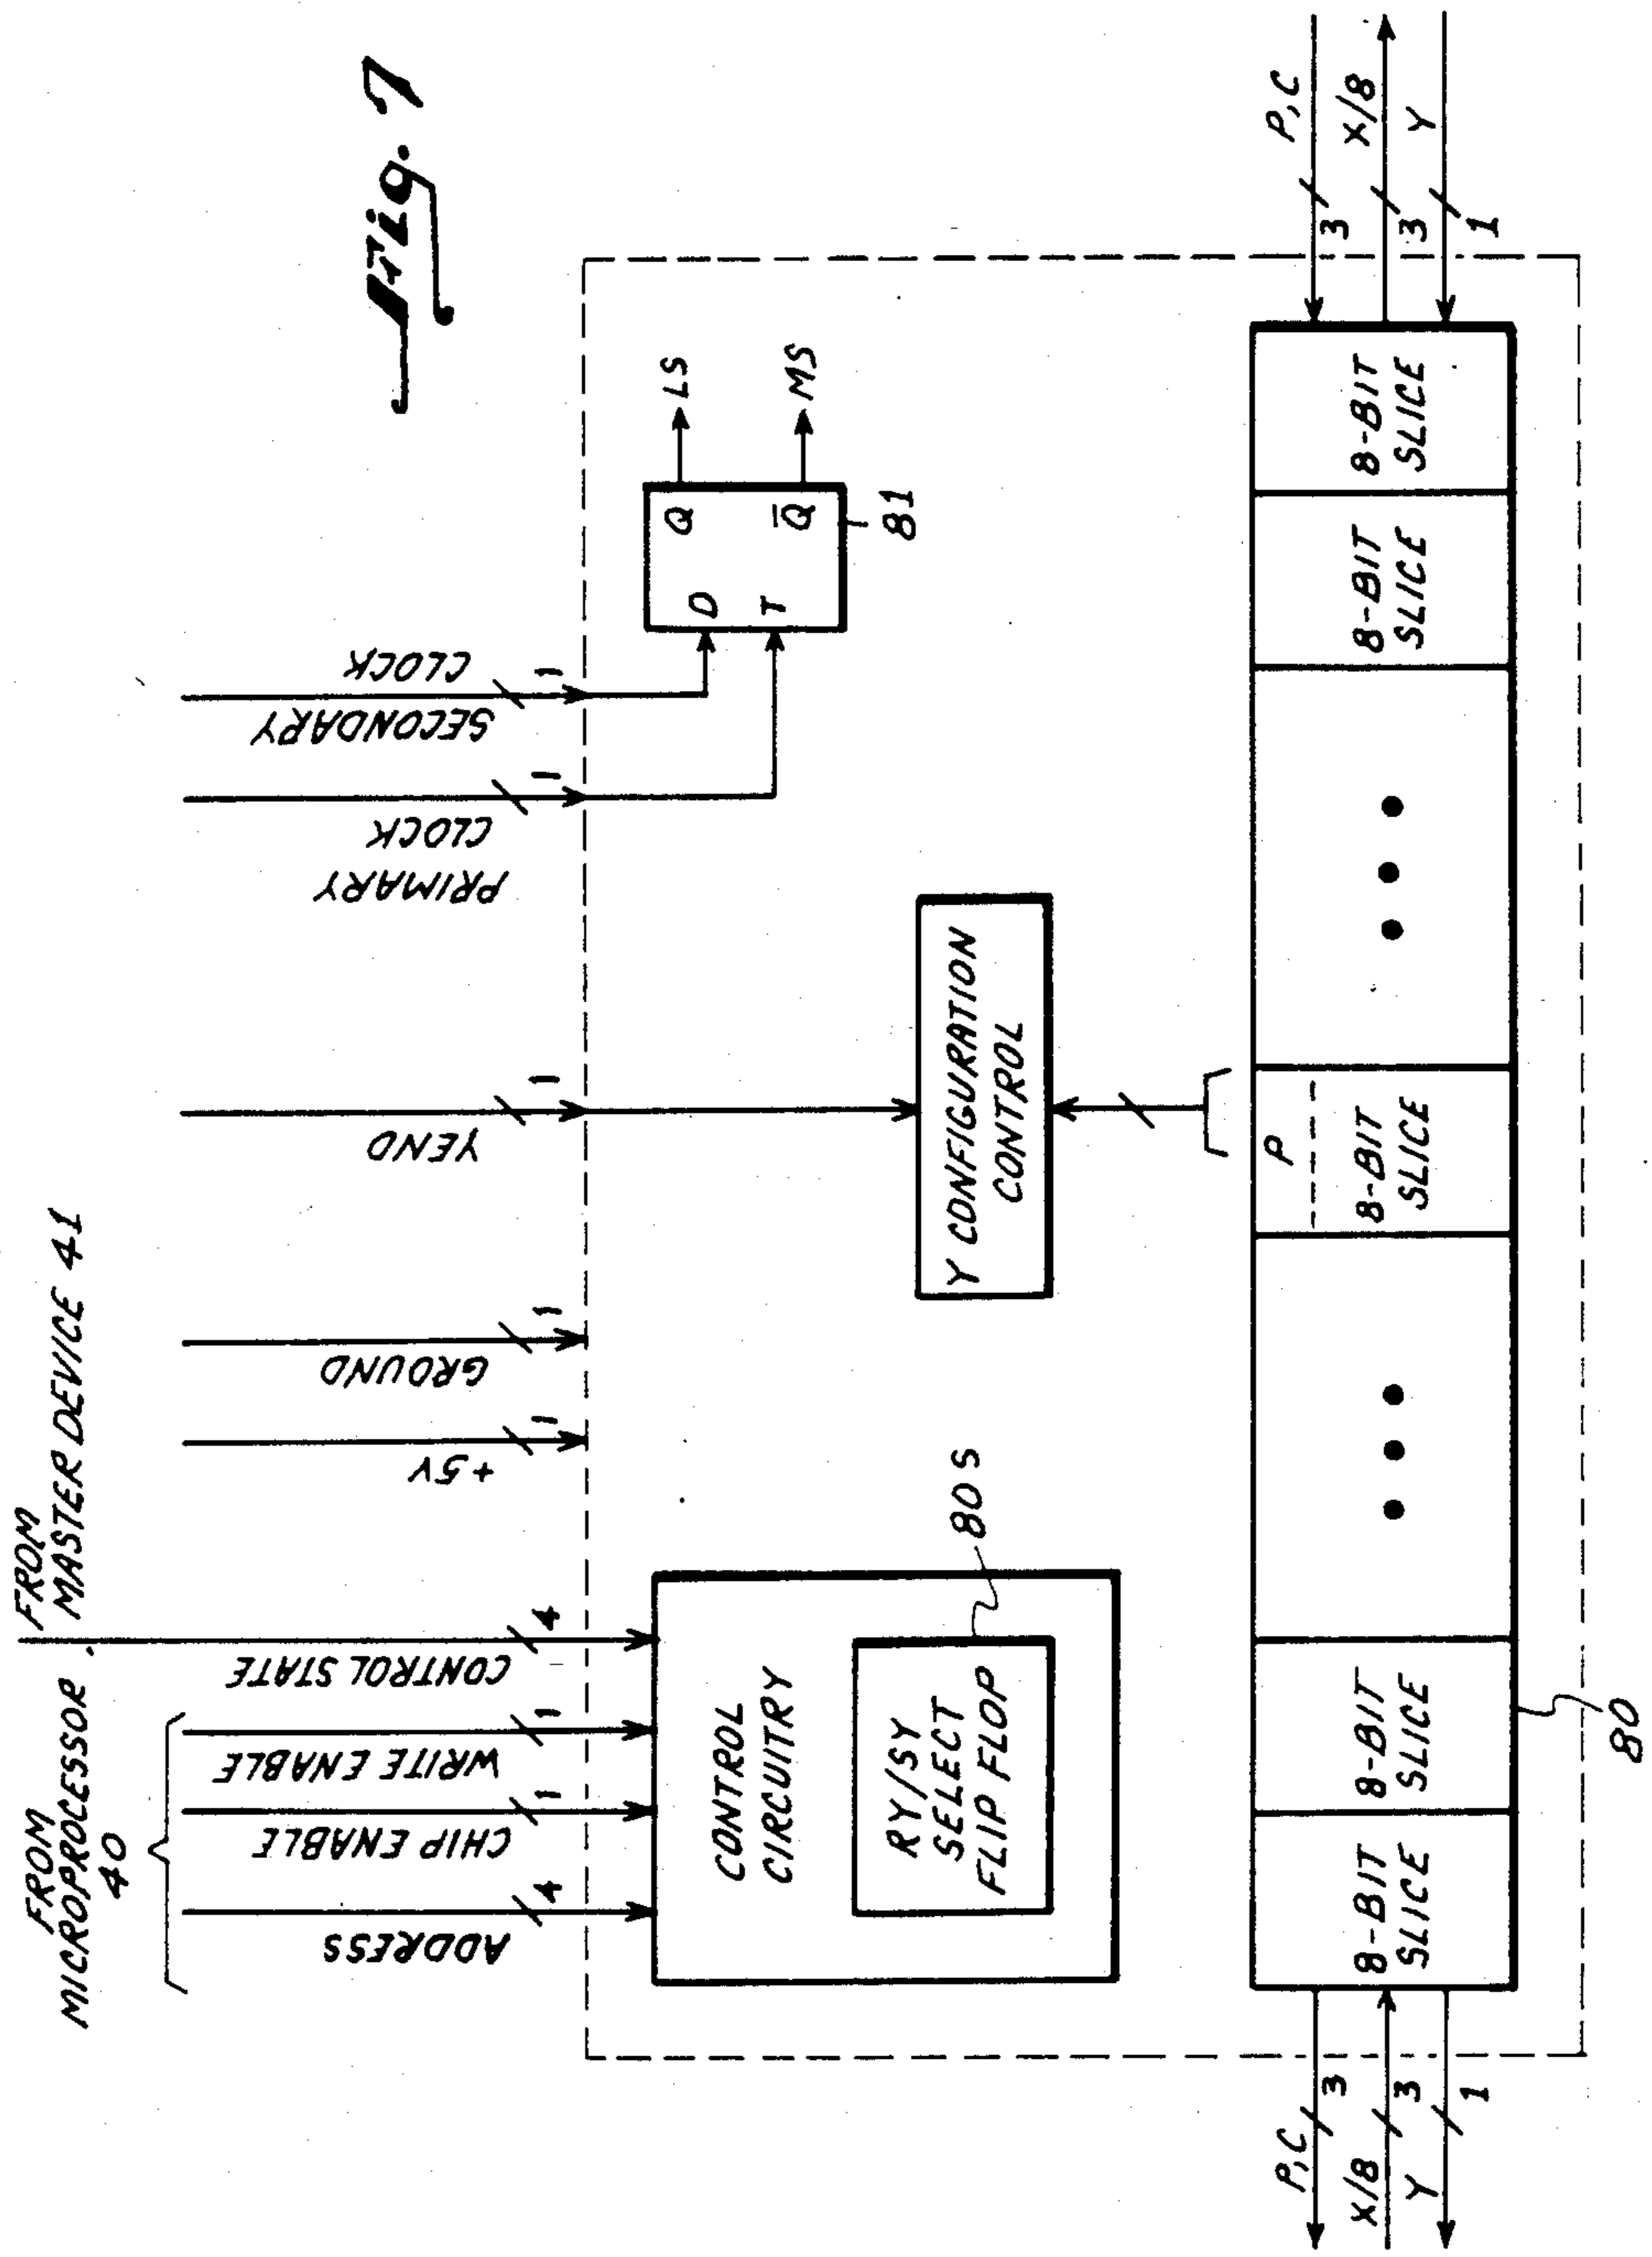 Fig. 7
FROM
MICROPROCESSOR
40
FROM
MASTER DEVICE 41
ADDRESS
4
CHIP ENABLE
1
WRITE ENABLE
1
CONTROL STATE
4
+5V
1
GROUND
1
YEND
1
PRIMARY
CLOCK
1
SECONDARY
CLOCK
1
CONTROL
CIRCUITRY
RY/SY
SELECT
FLIP FLOP
80S
Y CONFIGURATION
CONTROL
D
T
Q
Q̅
LS
MS
81
P,C
3
X/8
3
Y
1
8-BIT
SLICE
8-BIT
SLICE
• • •
P
8-BIT
SLICE
• • •
8-BIT
SLICE
8-BIT
SLICE
80
P,C
3
X/8
3
Y
1